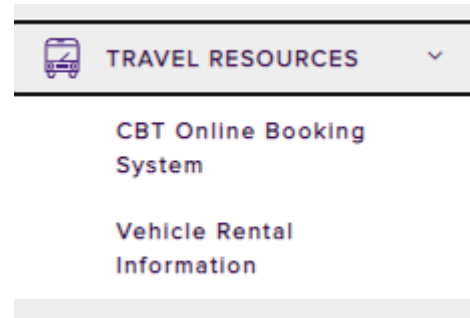 TRAVEL RESOURCES
CBT Online Booking
System
Vehicle Rental
Information